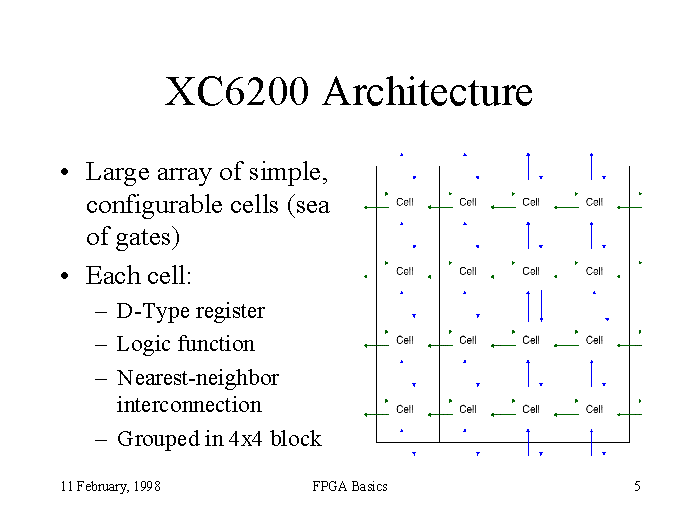 XC6200 Architecture
• Large array of simple,
configurable cells (sea
of gates)
• Each cell:
– D-Type register
– Logic function
– Nearest-neighbor
interconnection
– Grouped in 4x4 block
Cell Cell Cell Cell
Cell Cell Cell Cell
Cell Cell Cell Cell
Cell Cell Cell Cell
11 February, 1998 FPGA Basics 5